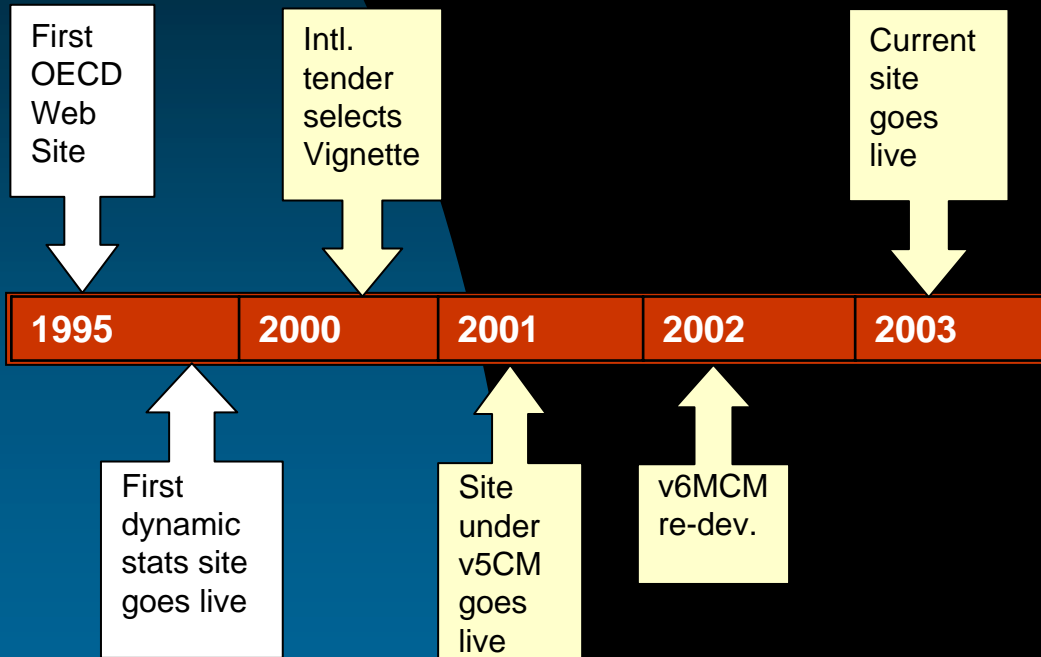 First
OECD
Web
Site
Intl.
tender
selects
Vignette
Current
site
goes
live
1995
2000
2001
2002
2003
First
dynamic
stats site
goes live
Site
under
v5CM
goes
live
v6MCM
re-dev.